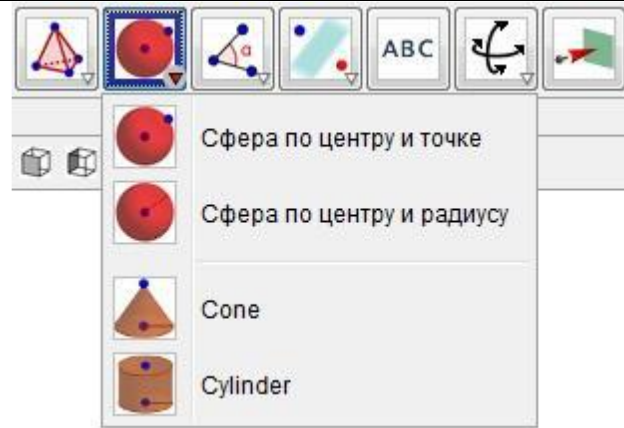 α
ABC
Сфера по центру и точке
Сфера по центру и радиусу
Cone
Cylinder